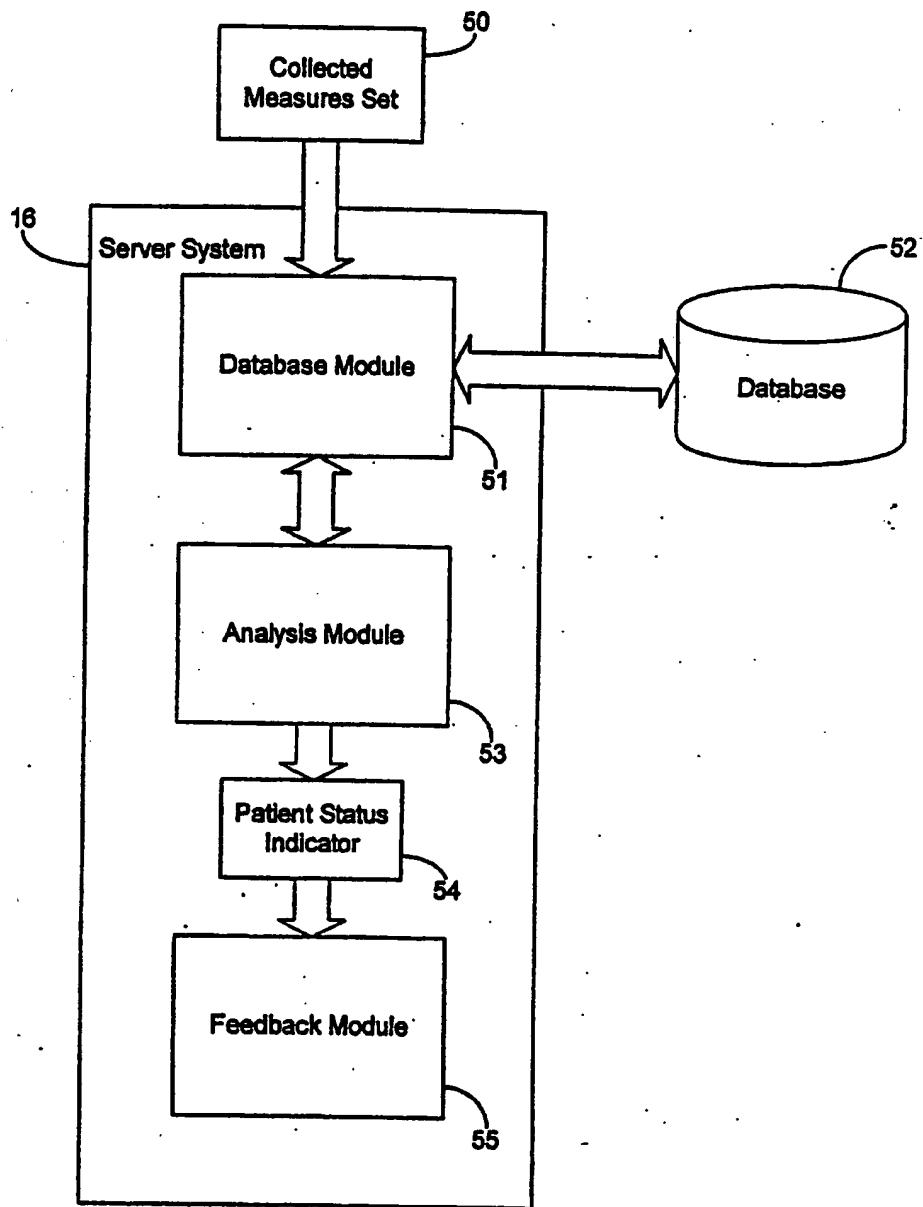 50
Collected
Measures Set
16
Server System
52
Database Module
Database
51
Analysis Module
53
Patient Status
Indicator
54
Feedback Module
55